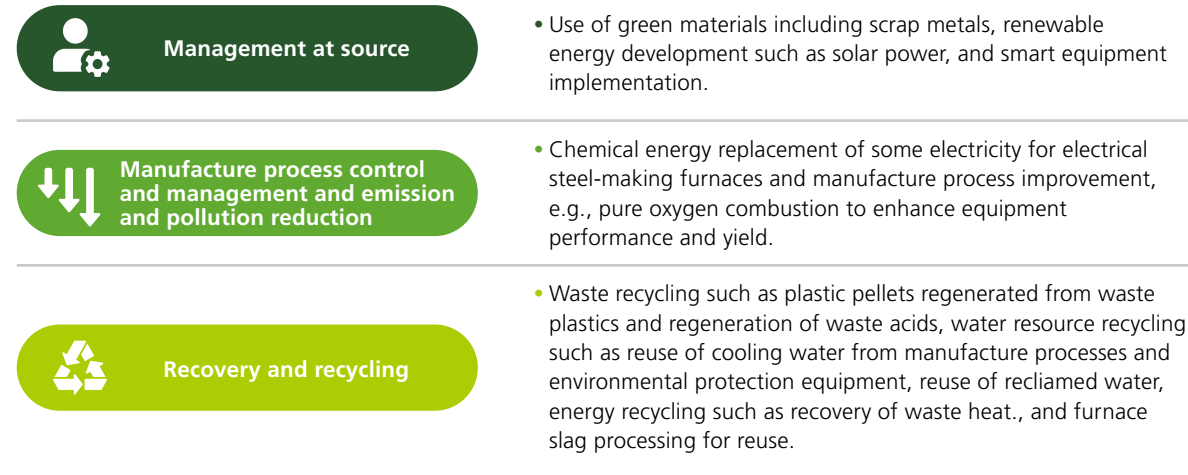 Management at source
• Use of green materials including scrap metals, renewable
energy development such as solar power, and smart equipment
implementation.
Manufacture process control
and management and emission
and pollution reduction
• Chemical energy replacement of some electricity for electrical
steel-making furnaces and manufacture process improvement,
e.g., pure oxygen combustion to enhance equipment
performance and yield.
Recovery and recycling
• Waste recycling such as plastic pellets regenerated from waste
plastics and regeneration of waste acids, water resource recycling
such as reuse of cooling water from manufacture processes and
environmental protection equipment, reuse of recliamed water,
energy recycling such as recovery of waste heat., and furnace
slag processing for reuse.